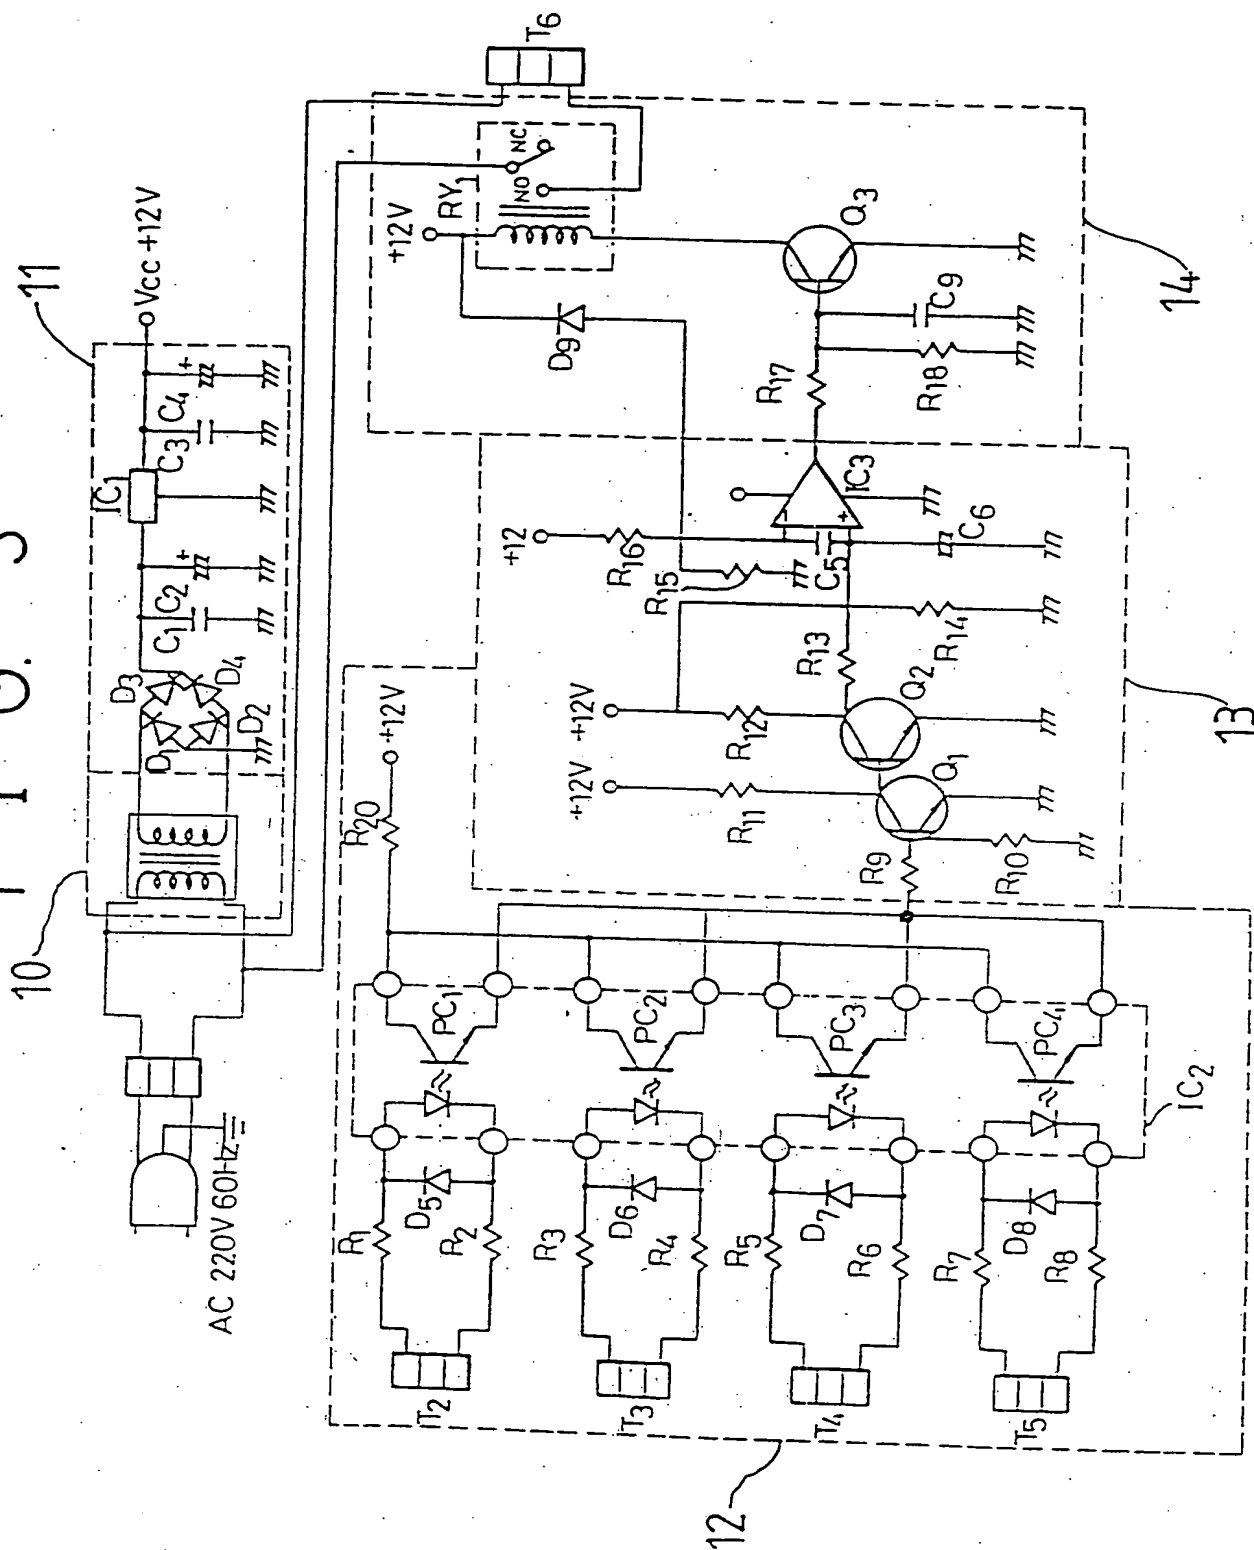 FIG. 3
10
11
AC 220V 60Hz
D1
D2
D3
D4
C1
C2
IC1
C3
C4
Vcc +12V
T6
12
T2
T3
T4
T5
R1
R2
R3
R4
R5
R6
R7
R8
D5
D6
D7
D8
PC1
PC2
PC3
PC4
IC2
R20
+12V
13
R9
R10
R11
+12V
Q1
R12
+12V
Q2
R13
R14
R15
R16
+12
C5
C6
-
+
IC3
14
R17
R18
C9
Q3
D9
+12V
RY1
NO
NC